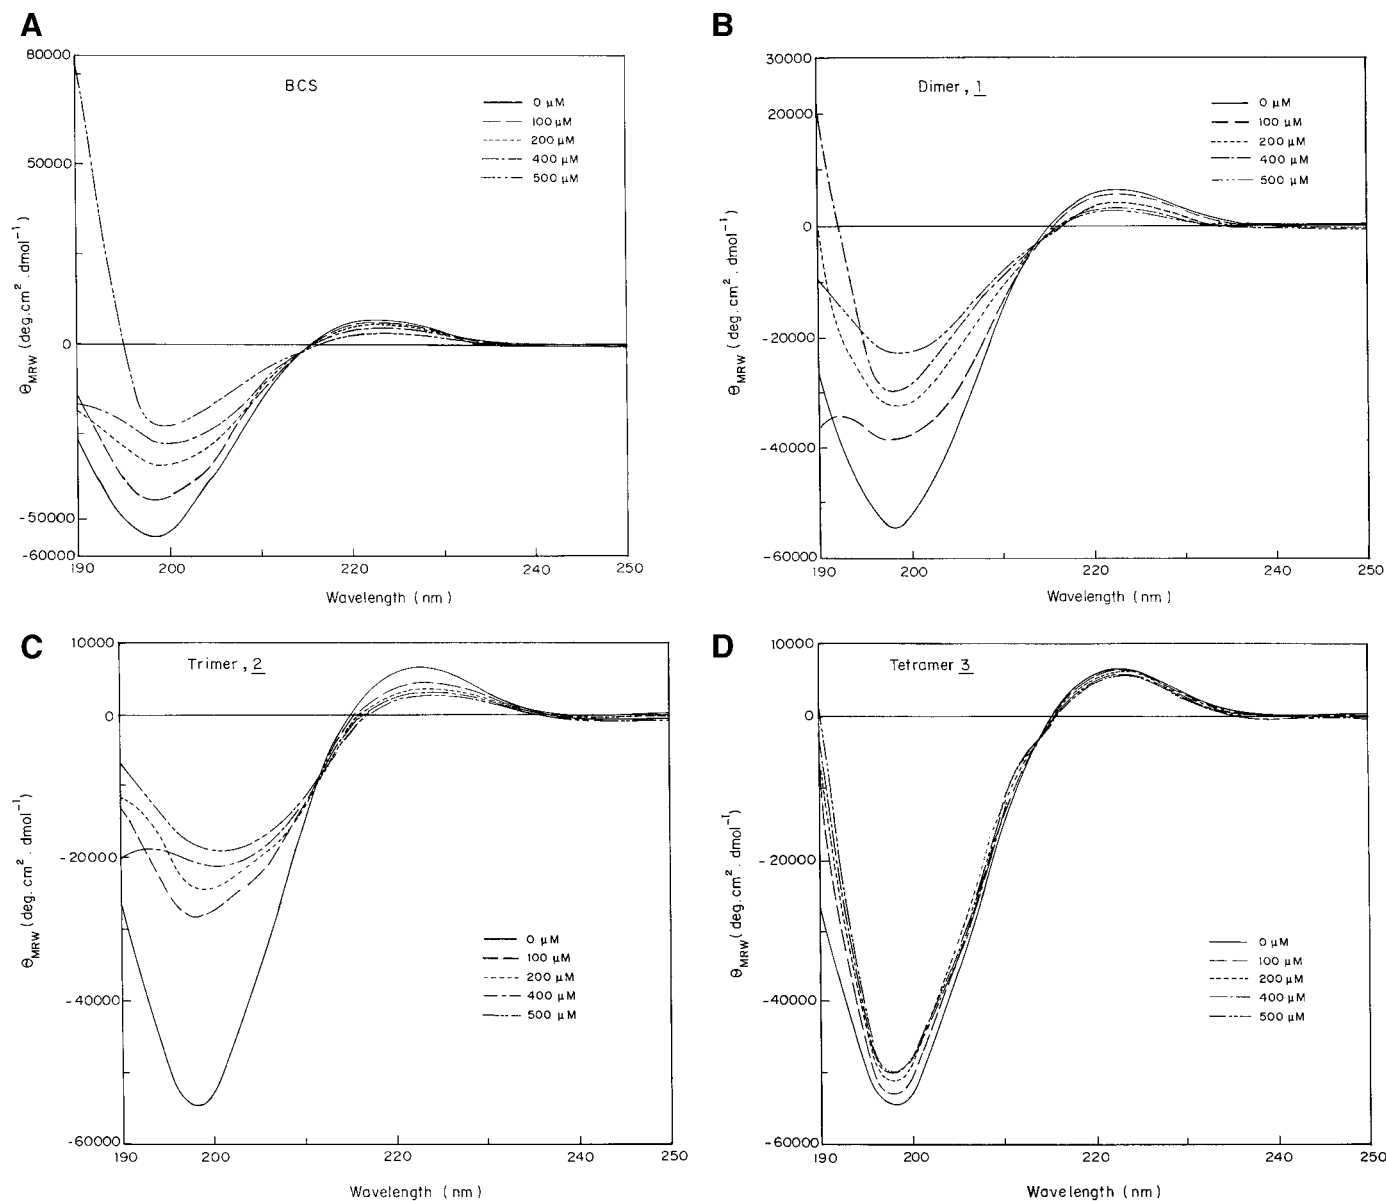 A
BCS
80000
50000
0
-50000
-60000
190
200
220
240
250
θMRW (deg.cm² . dmol⁻¹)
Wavelength ( nm )
0 μM
100 μM
200 μM
400 μM
500 μM
B
Dimer , 1
30000
20000
0
-20000
-40000
-60000
190
200
220
240
250
θMRW (deg.cm² . dmol⁻¹)
Wavelength ( nm )
0 μM
100 μM
200 μM
400 μM
500 μM
C
Trimer , 2
10000
0
-20000
-40000
-60000
190
200
220
240
250
θMRW (deg.cm² . dmol⁻¹)
Wavelength ( nm )
0 μM
100 μM
200 μM
400 μM
500 μM
D
Tetramer 3
10000
0
-20000
-40000
-60000
190
200
220
240
250
θMRW (deg.cm² . dmol⁻¹)
Wavelength ( nm )
0 μM
100 μM
200 μM
400 μM
500 μM